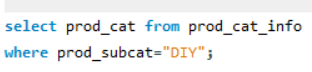 select prod_cat from prod_cat_info
where prod_subcat="DIY";